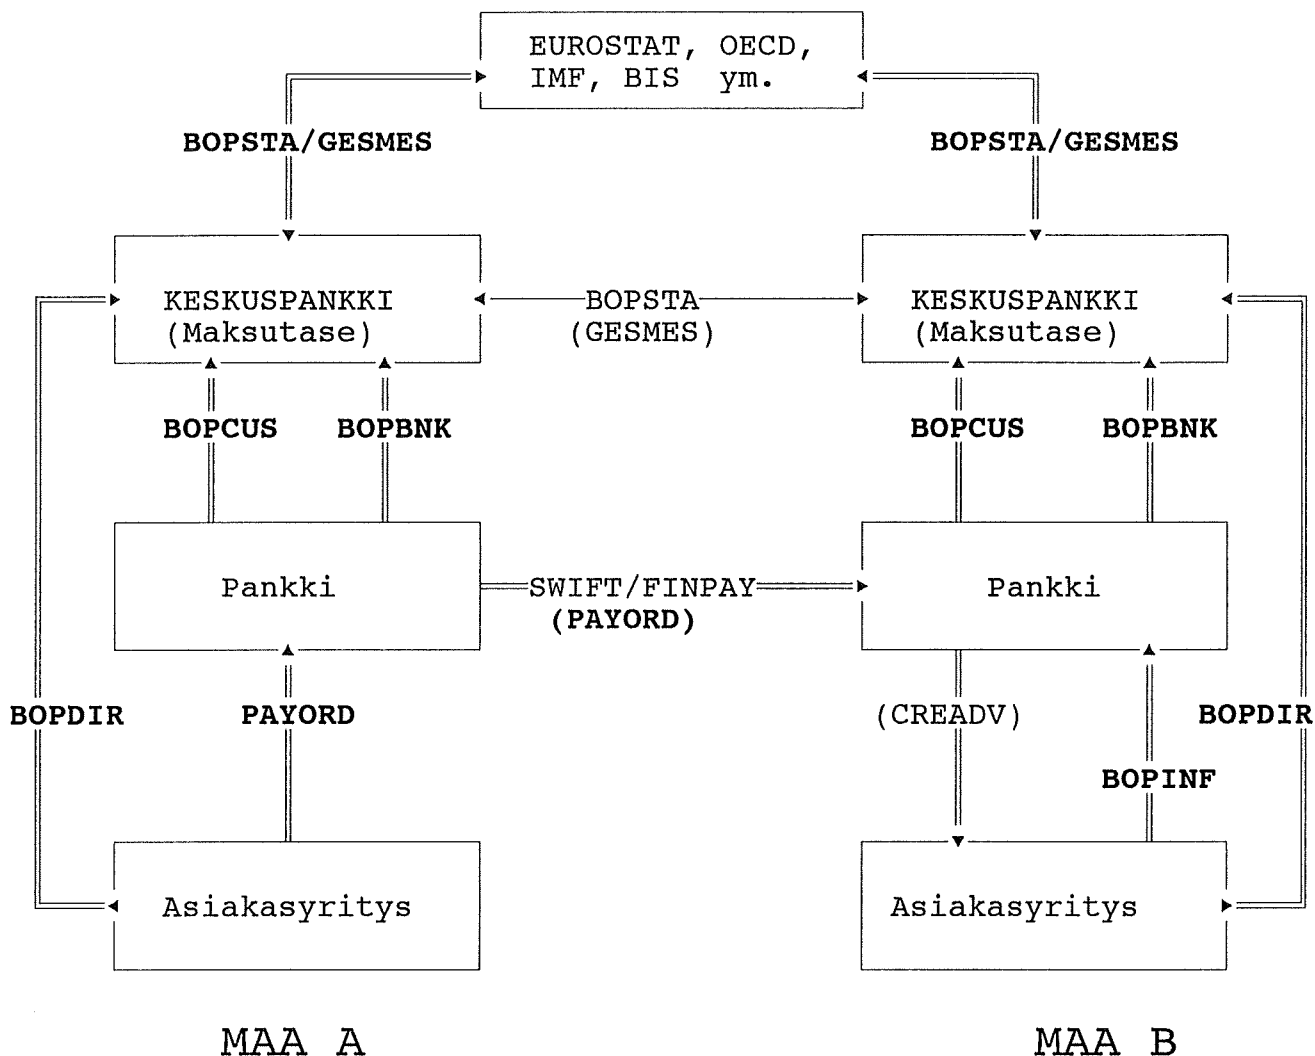 EUROSTAT, OECD,
IMF, BIS ym.
BOPSTA/GESMES
BOPSTA/GESMES
KESKUSPANKKI
(Maksutase)
BOPSTA
(GESMES)
KESKUSPANKKI
(Maksutase)
BOPCUS
BOPBNK
BOPCUS
BOPBNK
Pankki
SWIFT/FINPAY
(PAYORD)
Pankki
BOPDIR
PAYORD
(CREADV)
BOPDIR
BOPINF
Asiakasyritys
Asiakasyritys
MAA A
MAA B